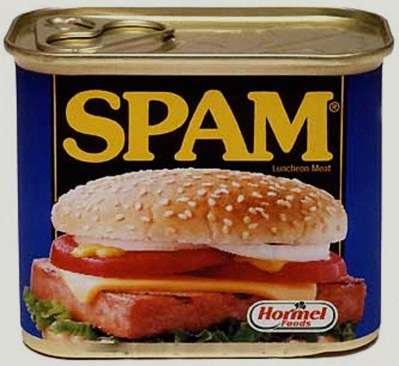 SPAM®
Luncheon Meat
Hormel
Foods